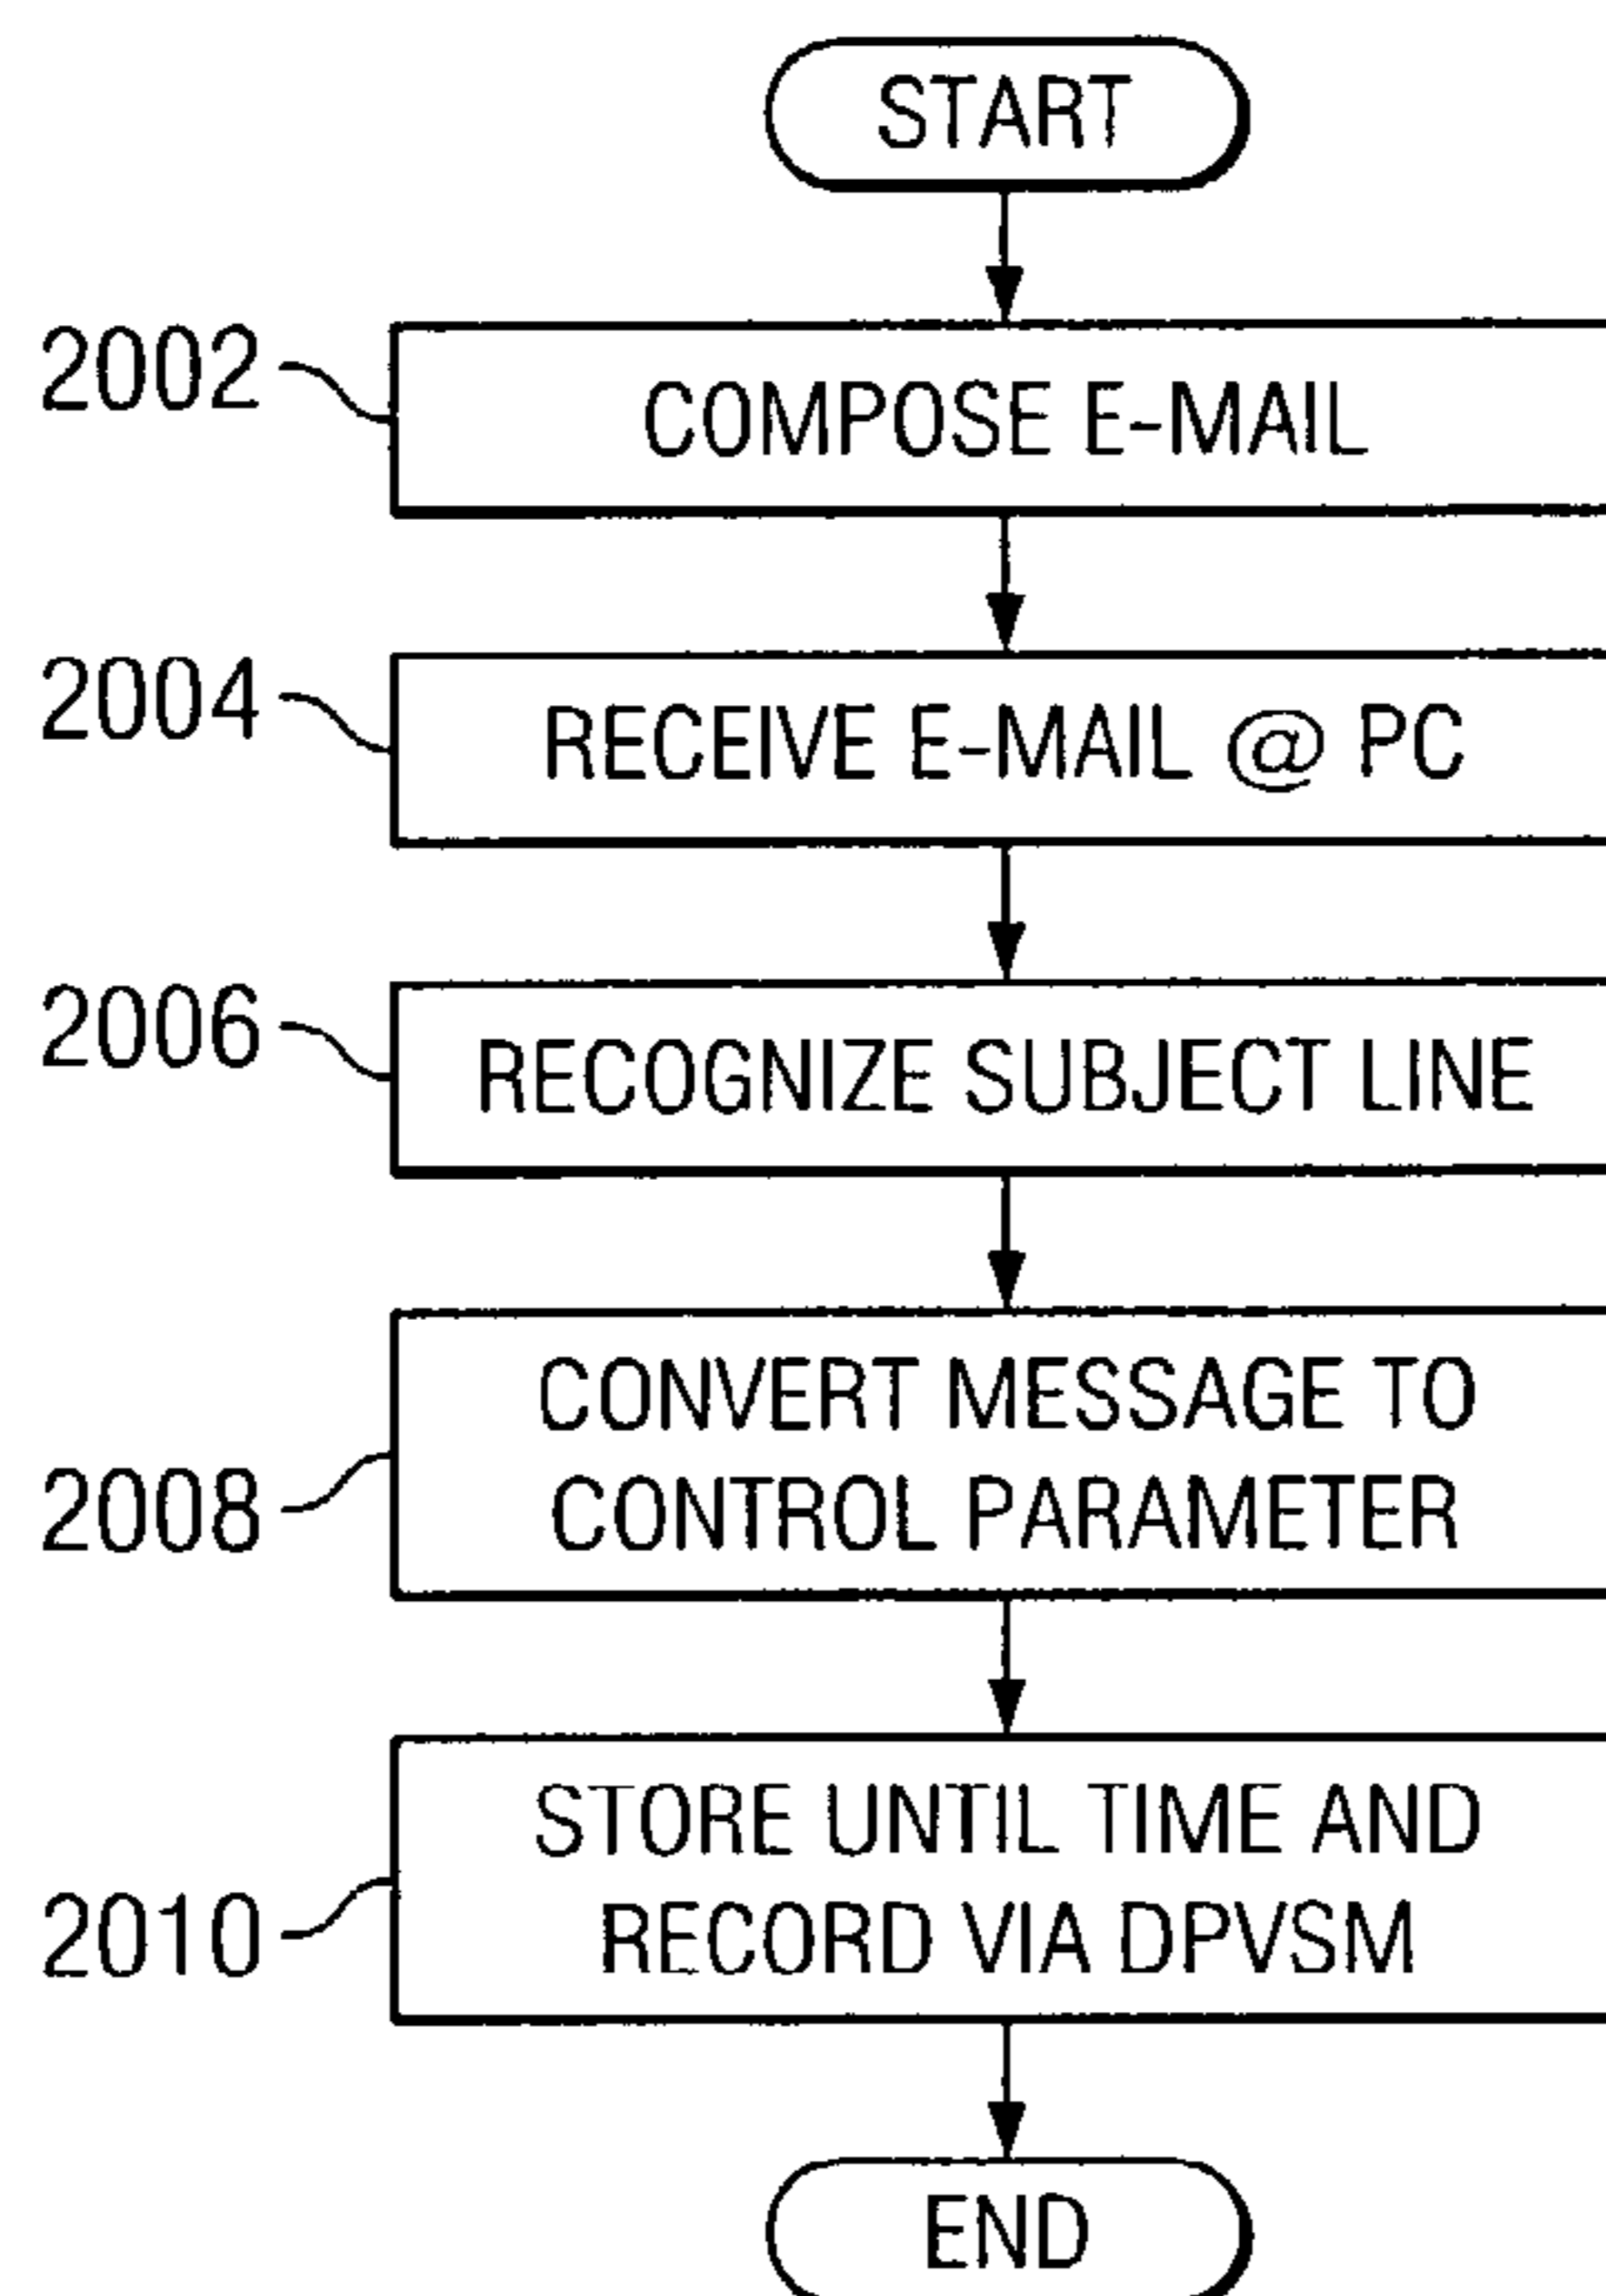 START
2002
COMPOSE E-MAIL
2004
RECEIVE E-MAIL @ PC
2006
RECOGNIZE SUBJECT LINE
2008
CONVERT MESSAGE TO
CONTROL PARAMETER
2010
STORE UNTIL TIME AND
RECORD VIA DPVSM
END